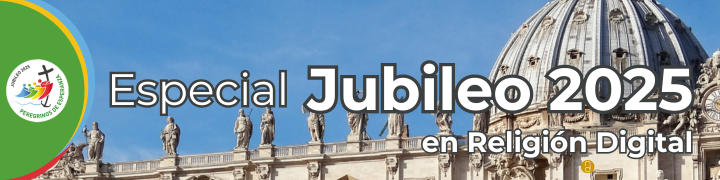 JUBILEO 2025
PEREGRINOS DE ESPERANZA
Especial Jubileo 2025
en Religión Digital